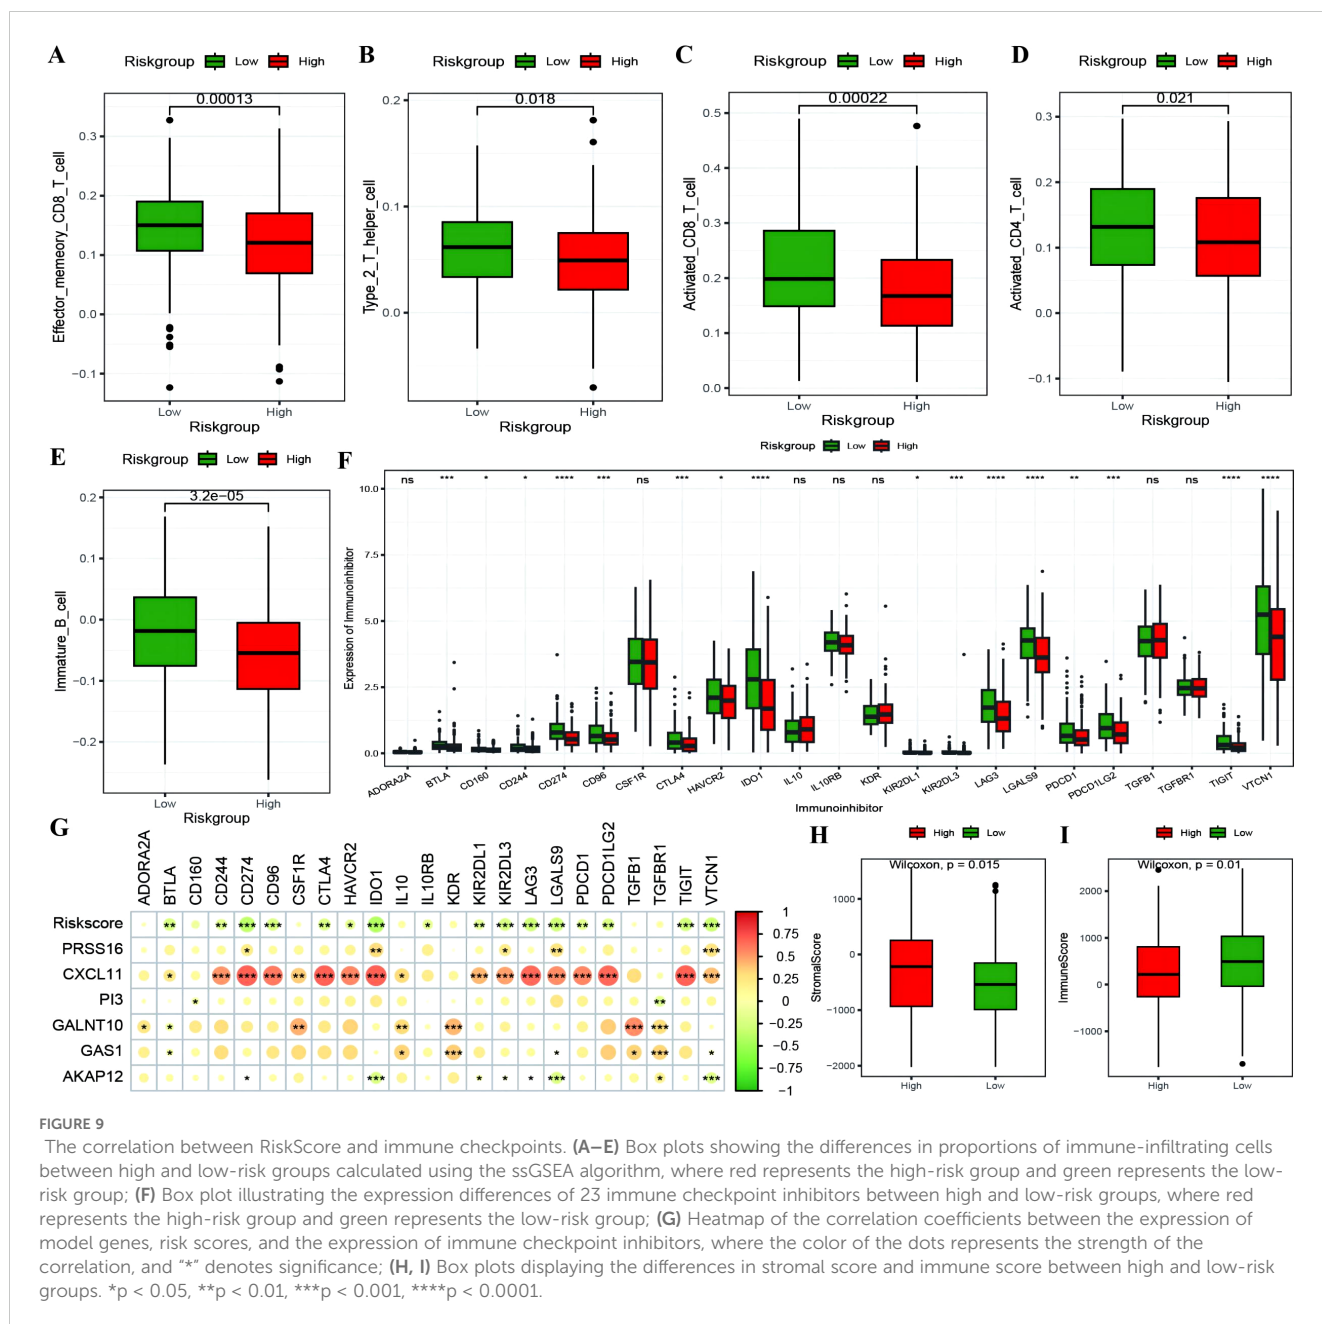 A
Riskgroup Low High
0.00013
Effector_memeory_CD8_T_cell
0.3
0.2
0.1
0.0
−0.1
Low High
Riskgroup
B
Riskgroup Low High
0.018
Type_2_T_helper_cell
0.2
0.1
0.0
Low High
Riskgroup
C
Riskgroup Low High
0.00022
Activated_CD8_T_cell
0.5
0.4
0.3
0.2
0.1
0.0
Low High
Riskgroup
D
Riskgroup Low High
0.021
Activated_CD4_T_cell
0.3
0.2
0.1
0.0
−0.1
Low High
Riskgroup
E
Riskgroup Low High
3.2e−05
Immature_B_cell
0.2
0.1
0.0
−0.1
−0.2
Low High
Riskgroup
F
Riskgroup Low High
ns *** * * **** *** ns *** * **** ns ns ns * *** **** **** ** *** ns ns **** ****
Expression of Immunoinhibitor
10.0
7.5
5.0
2.5
0.0
ADORA2A BTLA CD160 CD244 CD274 CD96 CSF1R CTLA4 HAVCR2 IDO1 IL10 IL10RB KDR KIR2DL1 KIR2DL3 LAG3 LGALS9 PDCD1 PDCD1LG2 TGFB1 TGFBR1 TIGIT VTCN1
Immunoinhibitor
G
ADORA2A BTLA CD160 CD244 CD274 CD96 CSF1R CTLA4 HAVCR2 IDO1 IL10 IL10RB KDR KIR2DL1 KIR2DL3 LAG3 LGALS9 PDCD1 PDCD1LG2 TGFB1 TGFBR1 TIGIT VTCN1
Riskscore ** ** *** *** ** * *** * ** *** *** *** ** ** *** ***
PRSS16 * ** * ** ***
CXCL11 * *** *** *** ** *** *** *** * *** *** *** *** *** *** *** ***
PI3 * **
GALNT10 * * ** ** *** *** ***
GAS1 * * *** * * *** *
AKAP12 * *** * * * *** * ***
1
0.75
0.5
0.25
0
−0.25
−0.5
−0.75
−1
H
High Low
Wilcoxon, p = 0.015
StromalScore
1000
0
−1000
−2000
High Low
I
High Low
Wilcoxon, p = 0.01
ImmuneScore
2000
1000
0
−1000
High Low
FIGURE 9
The correlation between RiskScore and immune checkpoints. (A–E) Box plots showing the differences in proportions of immune-infiltrating cells
between high and low-risk groups calculated using the ssGSEA algorithm, where red represents the high-risk group and green represents the low-
risk group; (F) Box plot illustrating the expression differences of 23 immune checkpoint inhibitors between high and low-risk groups, where red
represents the high-risk group and green represents the low-risk group; (G) Heatmap of the correlation coefficients between the expression of
model genes, risk scores, and the expression of immune checkpoint inhibitors, where the color of the dots represents the strength of the
correlation, and "*" denotes significance; (H, I) Box plots displaying the differences in stromal score and immune score between high and low-risk
groups. *p < 0.05, **p < 0.01, ***p < 0.001, ****p < 0.0001.